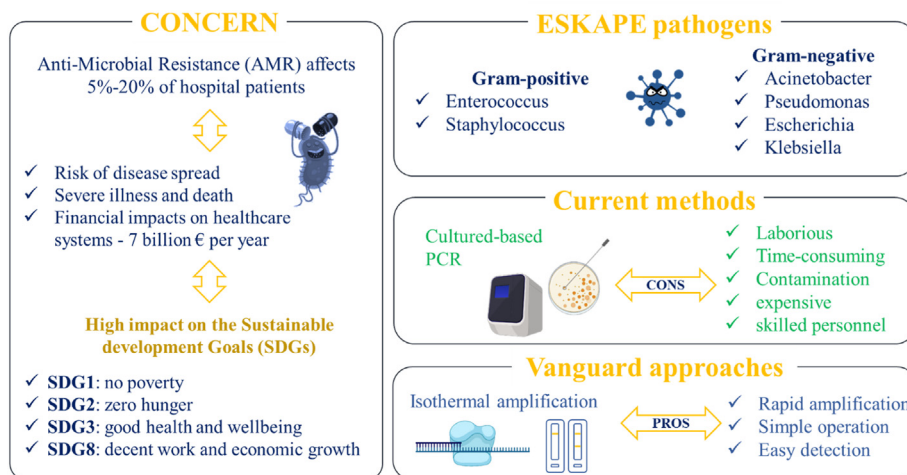 CONCERN
Anti-Microbial Resistance (AMR) affects
5%-20% of hospital patients
✓ Risk of disease spread
✓ Severe illness and death
✓ Financial impacts on healthcare
systems - 7 billion € per year
High impact on the Sustainable
development Goals (SDGs)
✓ SDG1: no poverty
✓ SDG2: zero hunger
✓ SDG3: good health and wellbeing
✓ SDG8: decent work and economic growth
ESKAPE pathogens
Gram-positive
✓ Enterococcus
✓ Staphylococcus
Gram-negative
✓ Acinetobacter
✓ Pseudomonas
✓ Escherichia
✓ Klebsiella
Current methods
Cultured-based
PCR
CONS
✓ Laborious
✓ Time-consuming
✓ Contamination
✓ expensive
✓ skilled personnel
Vanguard approaches
Isothermal amplification
PROS
✓ Rapid amplification
✓ Simple operation
✓ Easy detection